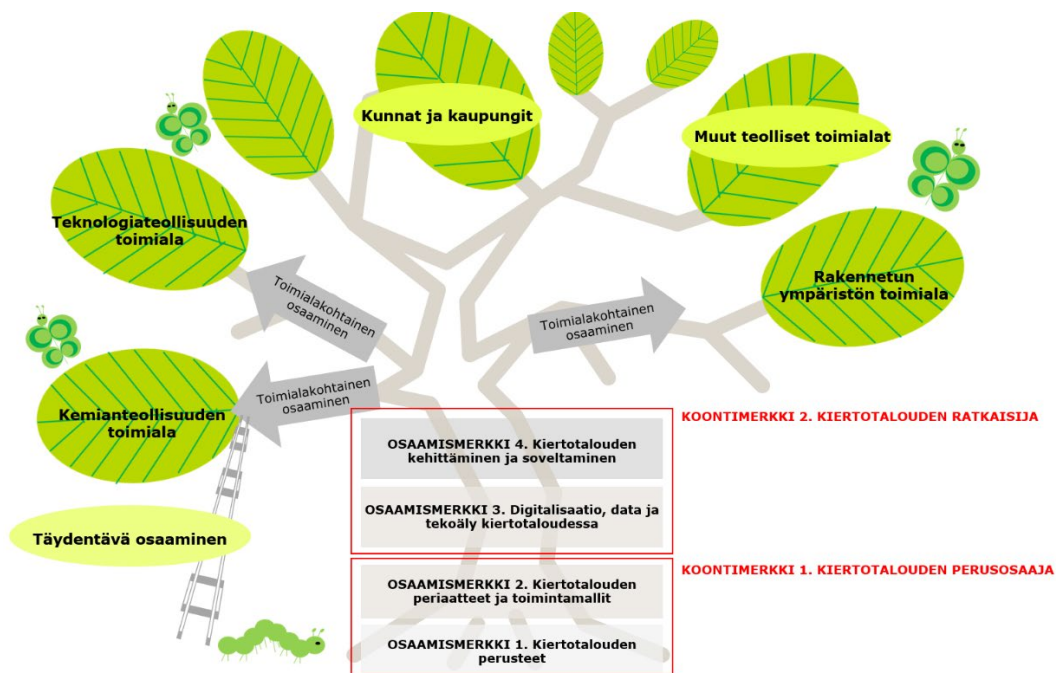 Kunnat ja kaupungit
Muut teolliset toimialat
Teknologiateollisuuden
toimiala
Rakennetun
ympäristön toimiala
Toimialakohtainen
osaaminen
Toimialakohtainen
osaaminen
Toimialakohtainen
osaaminen
Kemianteollisuuden
toimiala
KOONTIMERKKI 2. KIERTOTALOUDEN RATKAISIJA
OSAAMISMERKKI 4. Kiertotalouden
kehittäminen ja soveltaminen
OSAAMISMERKKI 3. Digitalisaatio, data ja
tekoäly kiertotaloudessa
Täydentävä osaaminen
KOONTIMERKKI 1. KIERTOTALOUDEN PERUSOSAAJA
OSAAMISMERKKI 2. Kiertotalouden
periaatteet ja toimintamallit
OSAAMISMERKKI 1. Kiertotalouden
perusteet